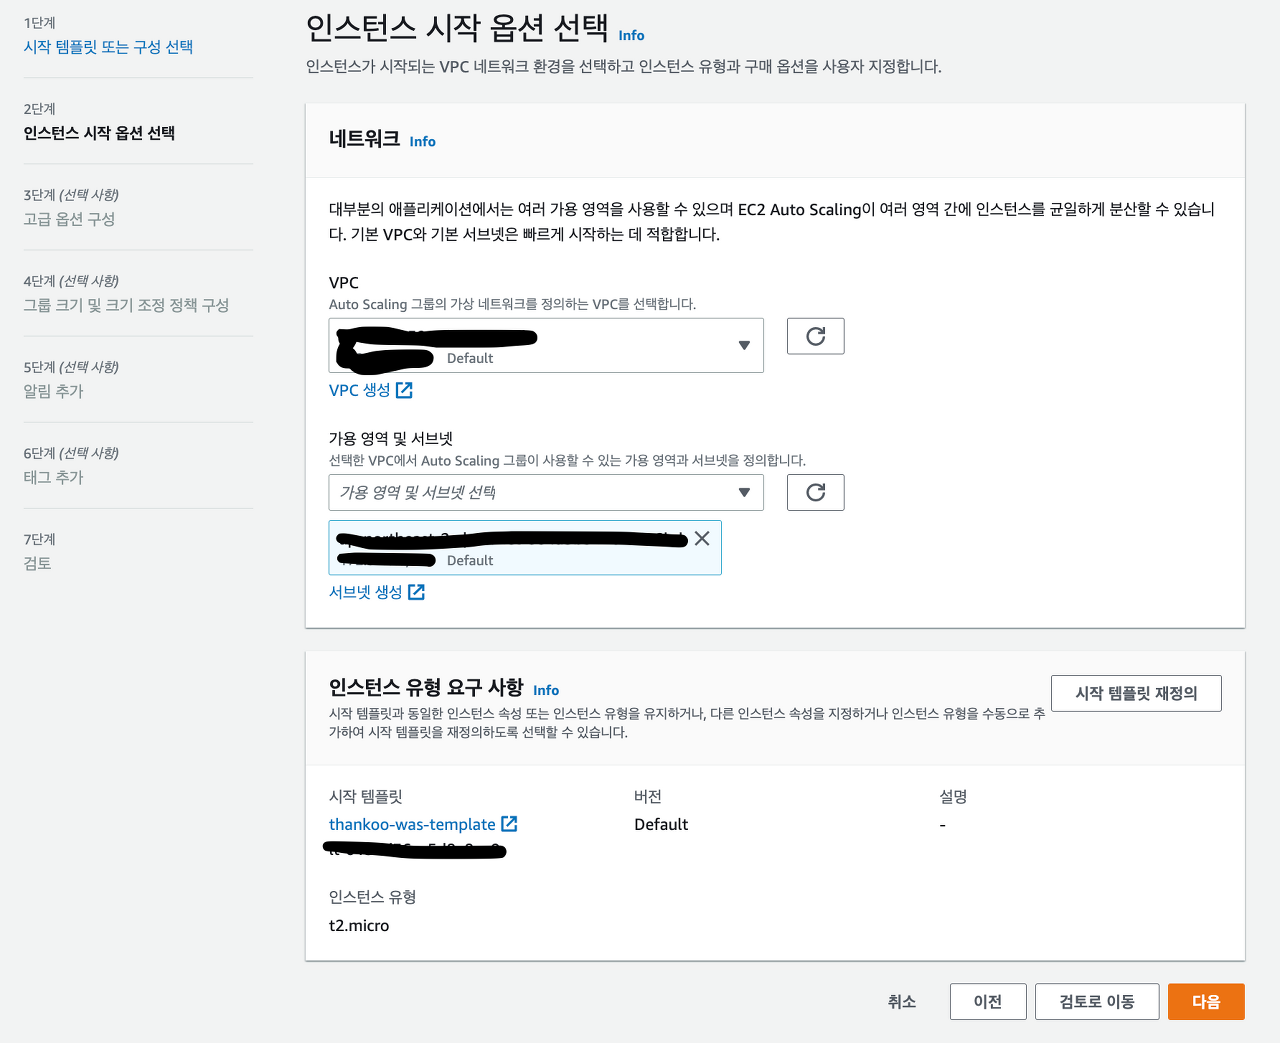 1단계
시작 템플릿 또는 구성 선택
2단계
인스턴스 시작 옵션 선택
3단계 (선택 사항)
고급 옵션 구성
4단계 (선택 사항)
그룹 크기 및 크기 조정 정책 구성
5단계 (선택 사항)
알림 추가
6단계 (선택 사항)
태그 추가
7단계
검토
인스턴스 시작 옵션 선택 Info
인스턴스가 시작되는 VPC 네트워크 환경을 선택하고 인스턴스 유형과 구매 옵션을 사용자 지정합니다.
네트워크 Info
대부분의 애플리케이션에서는 여러 가용 영역을 사용할 수 있으며 EC2 Auto Scaling이 여러 영역 간에 인스턴스를 균일하게 분산할 수 있습니
다. 기본 VPC와 기본 서브넷은 빠르게 시작하는 데 적합합니다.
VPC
Auto Scaling 그룹의 가상 네트워크를 정의하는 VPC를 선택합니다.
Default
VPC 생성
가용 영역 및 서브넷
선택한 VPC에서 Auto Scaling 그룹이 사용할 수 있는 가용 영역과 서브넷을 정의합니다.
가용 영역 및 서브넷 선택
Default
서브넷 생성
인스턴스 유형 요구 사항 Info
시작 템플릿 재정의
시작 템플릿과 동일한 인스턴스 속성 또는 인스턴스 유형을 유지하거나, 다른 인스턴스 속성을 지정하거나 인스턴스 유형을 수동으로 추
가하여 시작 템플릿을 재정의하도록 선택할 수 있습니다.
시작 템플릿
thankoo-was-template
버전
Default
설명
-
인스턴스 유형
t2.micro
취소
이전
검토로 이동
다음